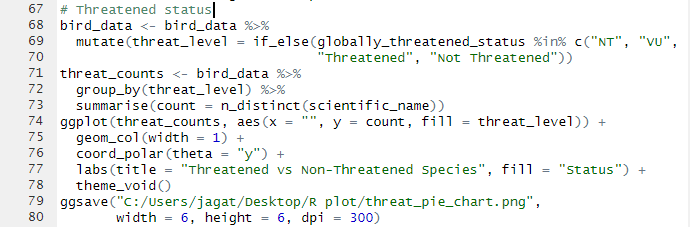 67 # Threatened status
68 bird_data <- bird_data %>%
69   mutate(threat_level = if_else(globally_threatened_status %in% c("NT", "VU",
70                                 "Threatened", "Not Threatened"))
71 threat_counts <- bird_data %>%
72   group_by(threat_level) %>%
73   summarise(count = n_distinct(scientific_name))
74 ggplot(threat_counts, aes(x = "", y = count, fill = threat_level)) +
75   geom_col(width = 1) +
76   coord_polar(theta = "y") +
77   labs(title = "Threatened vs Non-Threatened Species", fill = "Status") +
78   theme_void()
79 ggsave("C:/Users/jagat/Desktop/R plot/threat_pie_chart.png",
80        width = 6, height = 6, dpi = 300)